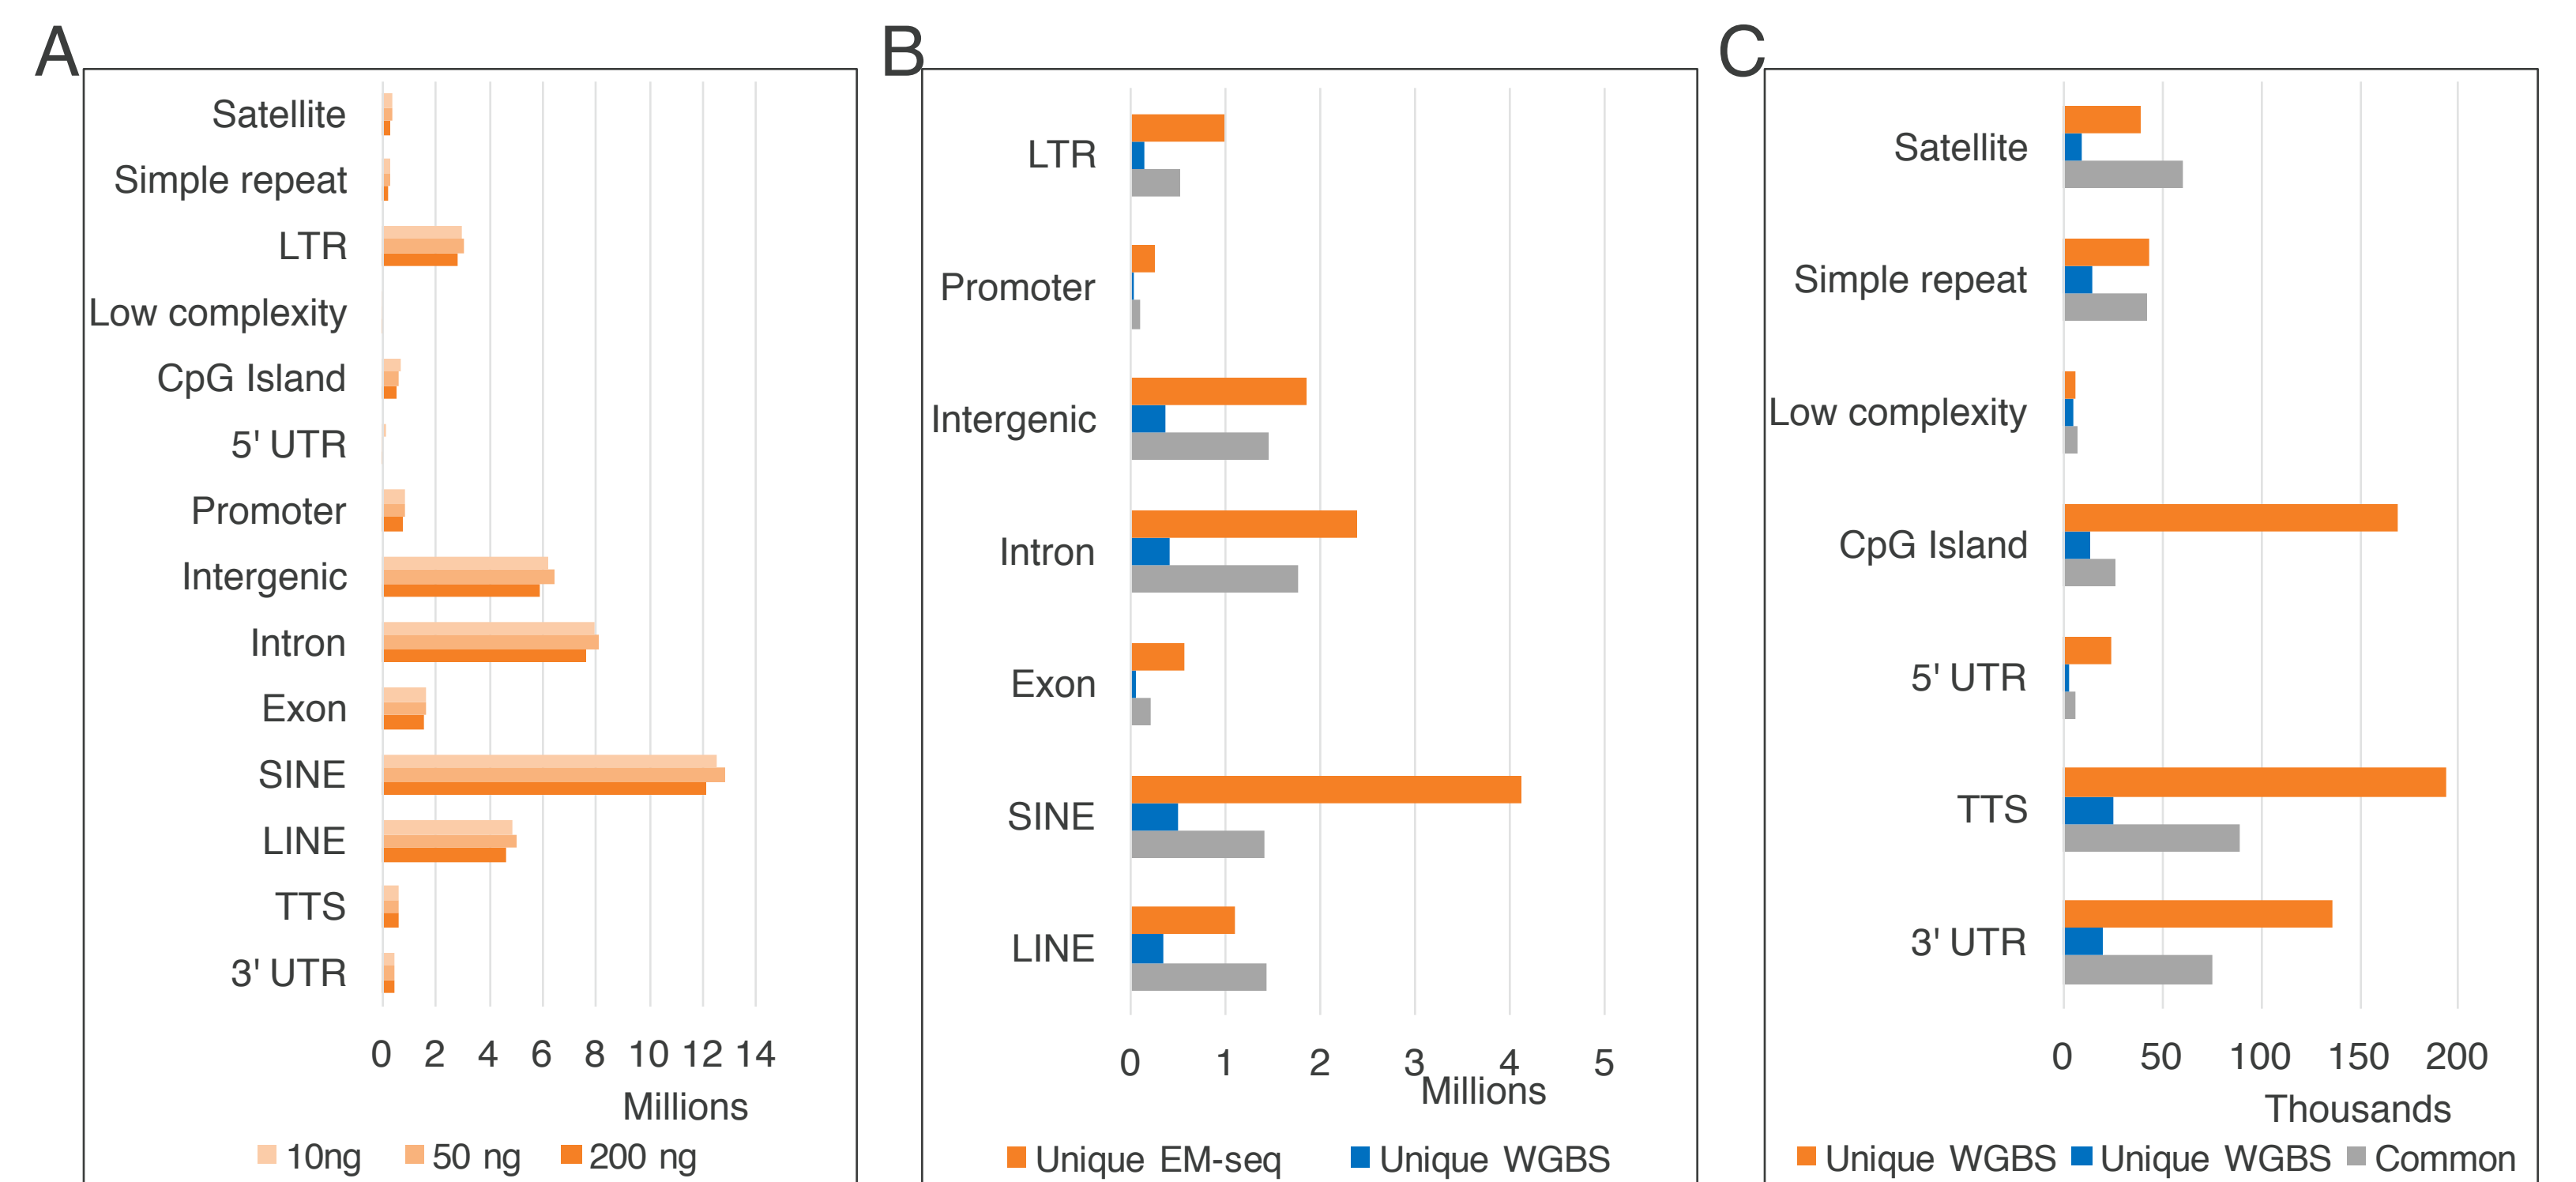 A
Satellite
Simple repeat
LTR
Low complexity
CpG Island
5' UTR
Promoter
Intergenic
Intron
Exon
SINE
LINE
TTS
3' UTR
0 2 4 6 8 10 12 14
Millions
10ng 50 ng 200 ng
B
LTR
Promoter
Intergenic
Intron
Exon
SINE
LINE
0 1 2 3 4 5
Millions
Unique EM-seq Unique WGBS
C
Satellite
Simple repeat
Low complexity
CpG Island
5' UTR
TTS
3' UTR
0 50 100 150 200
Thousands
Unique WGBS Unique WGBS Common